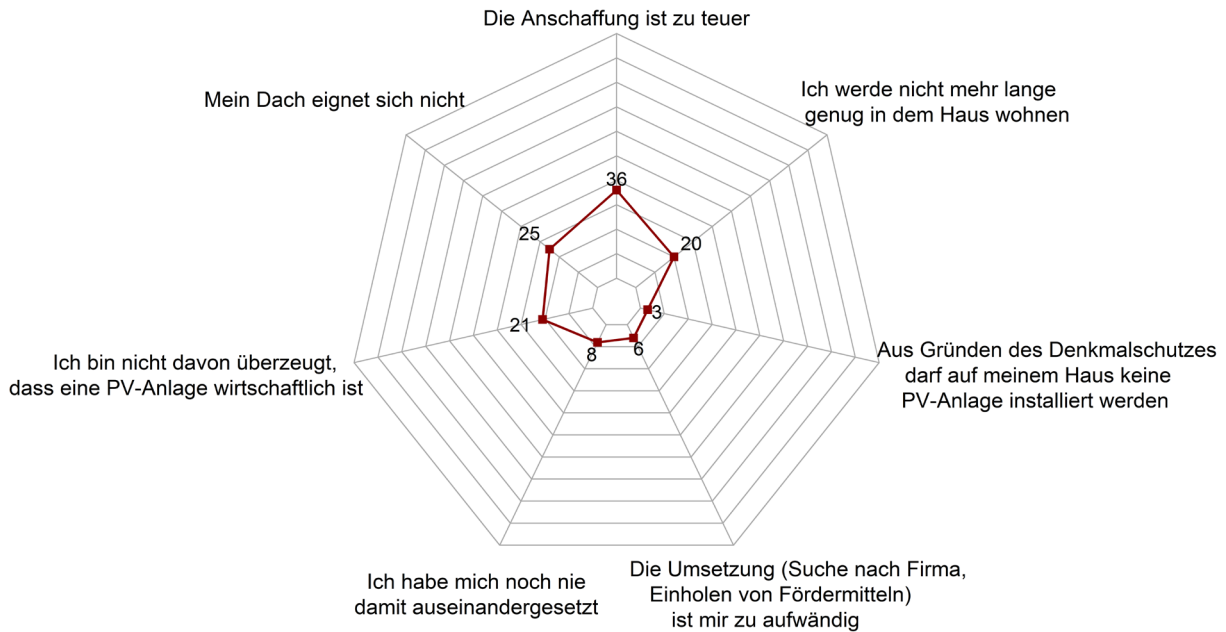 Die Anschaffung ist zu teuer
Ich werde nicht mehr lange
genug in dem Haus wohnen
Mein Dach eignet sich nicht
36
25
20
3
21
8
6
Aus Gründen des Denkmalschutzes
darf auf meinem Haus keine
PV-Anlage installiert werden
Ich bin nicht davon überzeugt,
dass eine PV-Anlage wirtschaftlich ist
Ich habe mich noch nie
damit auseinandergesetzt
Die Umsetzung (Suche nach Firma,
Einholen von Fördermitteln)
ist mir zu aufwändig